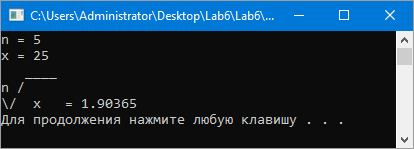 C:\Users\Administrator\Desktop\Lab6\Lab6\...
n = 5
x = 25
   ____
n /
\/  x   = 1.90365
Для продолжения нажмите любую клавишу . . .